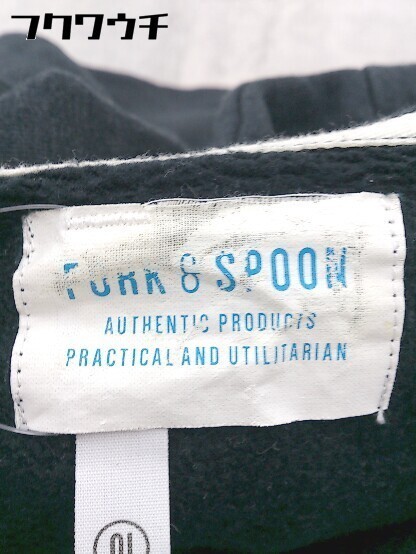 フクワウチ
FORK & SPOON
AUTHENTIC PRODUCTS
PRACTICAL AND UTILITARIAN